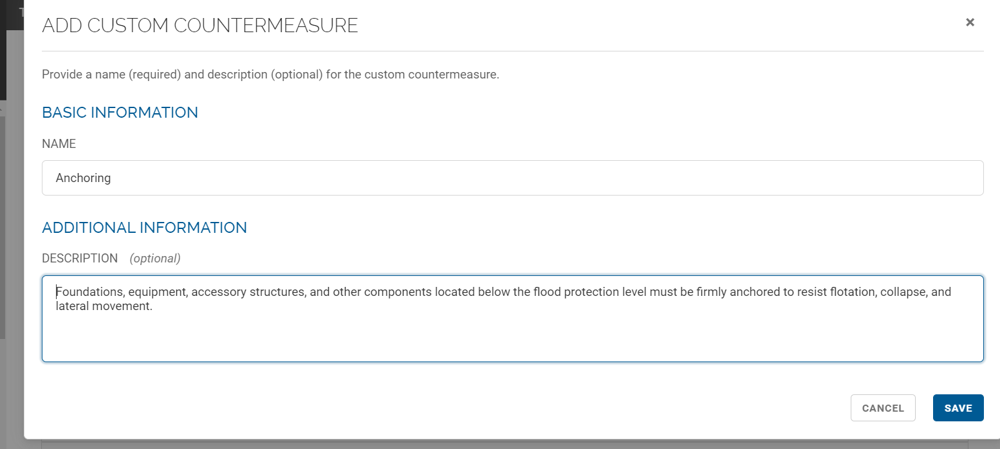 T
ADD CUSTOM COUNTERMEASURE
×
Provide a name (required) and description (optional) for the custom countermeasure.
BASIC INFORMATION
NAME
Anchoring
ADDITIONAL INFORMATION
DESCRIPTION (optional)
Foundations, equipment, accessory structures, and other components located below the flood protection level must be firmly anchored to resist flotation, collapse, and
lateral movement.
CANCEL SAVE